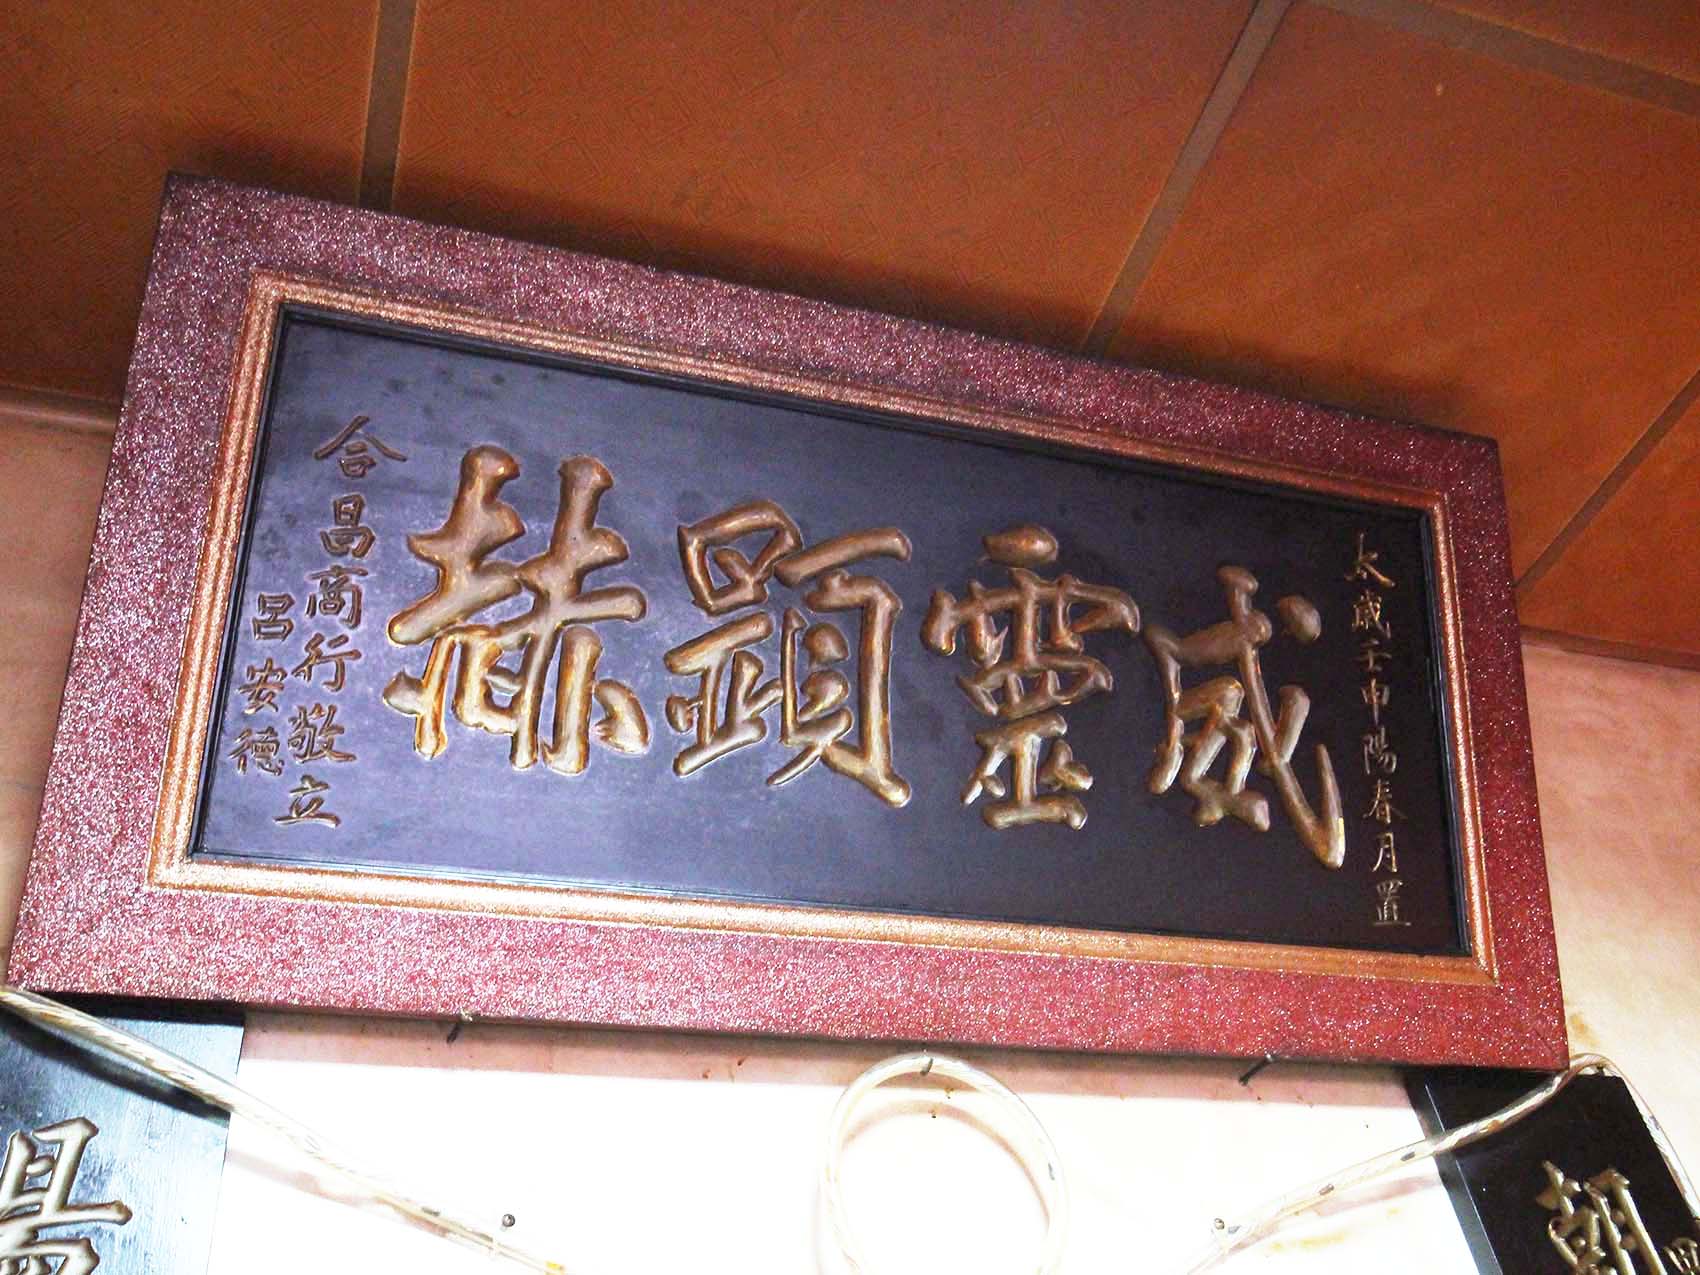 太歲壬申陽春月置
威靈顯赫
合昌商行敬立
呂安德
朝